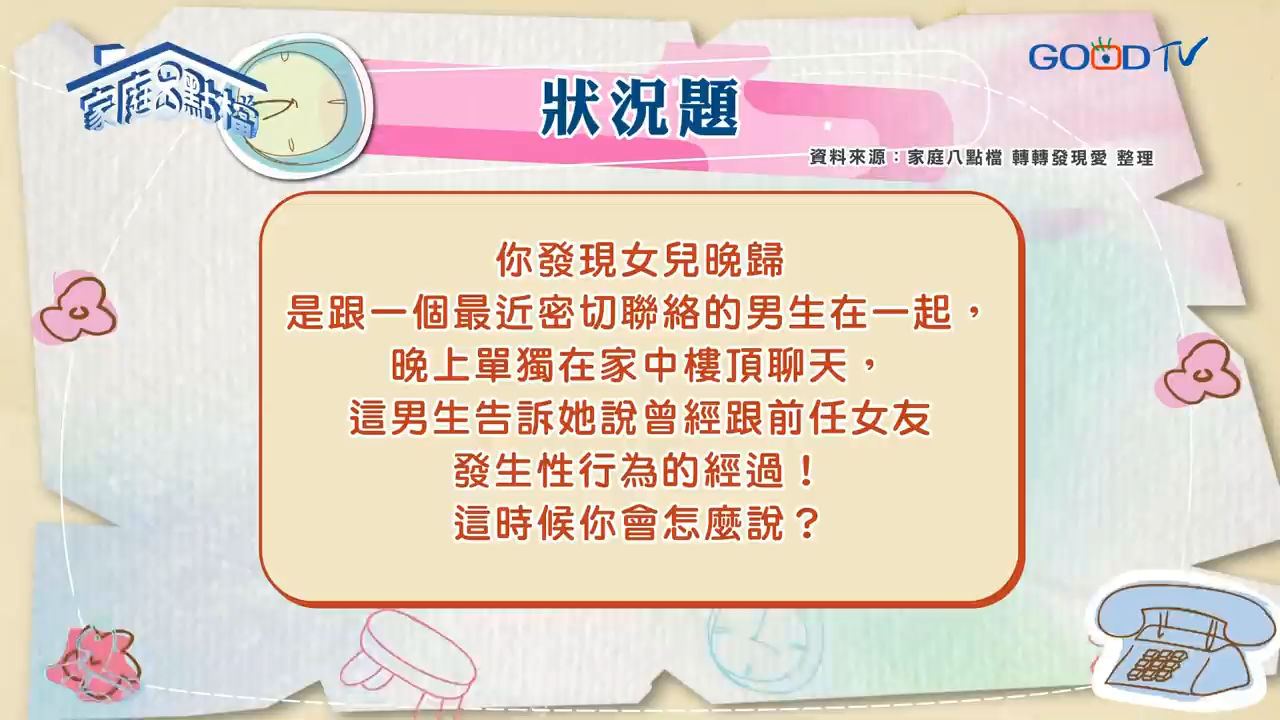 家庭八點檔
GOOD TV
狀況題
資料來源：家庭八點檔 轉轉發現愛 整理
你發現女兒晚歸
是跟一個最近密切聯絡的男生在一起，
晚上單獨在家中樓頂聊天，
這男生告訴她說曾經跟前任女友
發生性行為的經過！
這時候你會怎麼說？